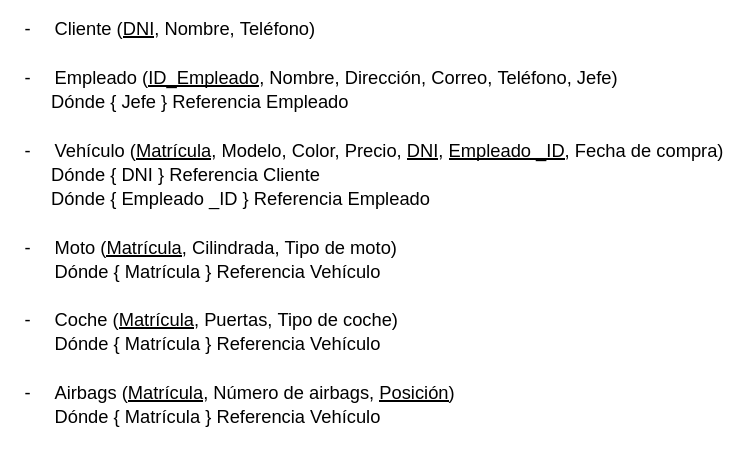 - Cliente (DNI, Nombre, Teléfono)
- Empleado (ID_Empleado, Nombre, Dirección, Correo, Teléfono, Jefe)
Dónde { Jefe } Referencia Empleado
- Vehículo (Matrícula, Modelo, Color, Precio, DNI, Empleado _ID, Fecha de compra)
Dónde { DNI } Referencia Cliente
Dónde { Empleado _ID } Referencia Empleado
- Moto (Matrícula, Cilindrada, Tipo de moto)
Dónde { Matrícula } Referencia Vehículo
- Coche (Matrícula, Puertas, Tipo de coche)
Dónde { Matrícula } Referencia Vehículo
- Airbags (Matrícula, Número de airbags, Posición)
Dónde { Matrícula } Referencia Vehículo